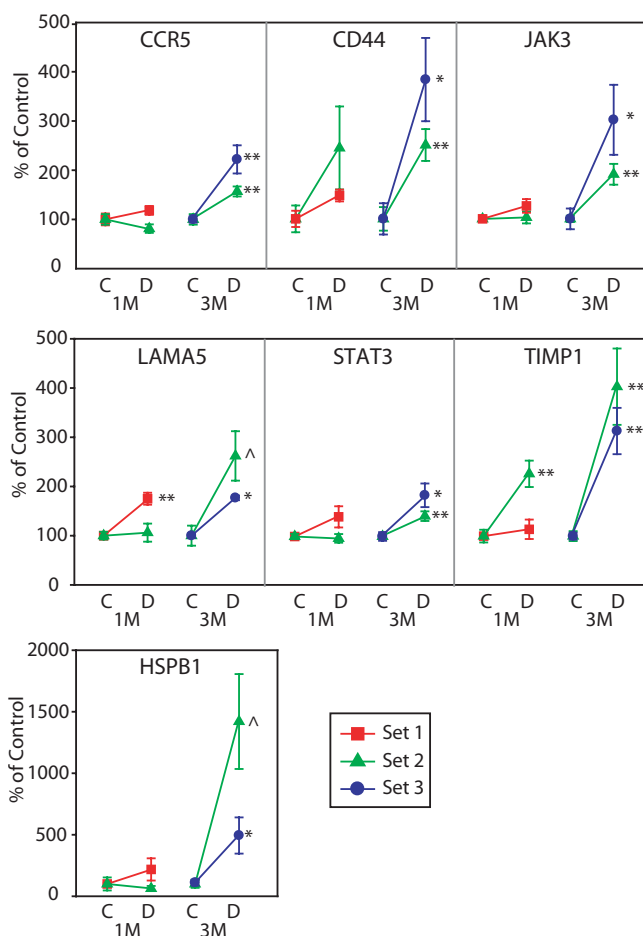 CCR5 CD44 JAK3
% of Control
500
400
300
200
100
0
** ** * ** * **
C D C D C D C D C D C D
1M 3M 1M 3M 1M 3M
LAMA5 STAT3 TIMP1
% of Control
500
400
300
200
100
0
** ^ * * ** ** ** **
C D C D C D C D C D C D
1M 3M 1M 3M 1M 3M
HSPB1
% of Control
2000
1500
1000
500
0
^ *
C D C D
1M 3M
Set 1
Set 2
Set 3